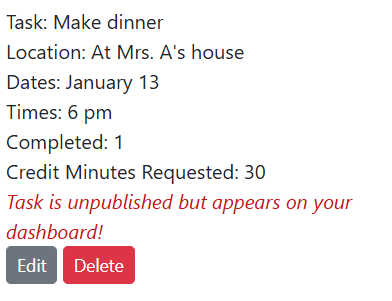 Task: Make dinner
Location: At Mrs. A's house
Dates: January 13
Times: 6 pm
Completed: 1
Credit Minutes Requested: 30
Task is unpublished but appears on your
dashboard!
Edit Delete